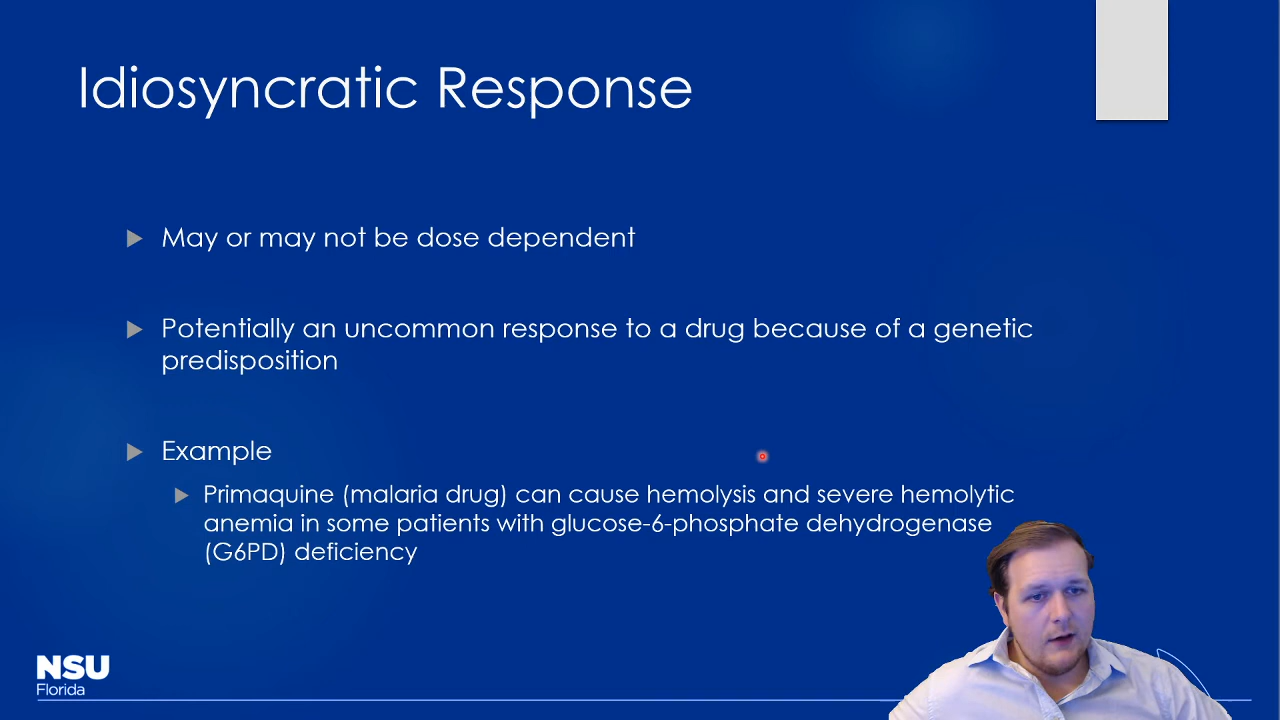 Idiosyncratic Response
May or may not be dose dependent
Potentially an uncommon response to a drug because of a genetic
predisposition
Example
Primaquine (malaria drug) can cause hemolysis and severe hemolytic
anemia in some patients with glucose-6-phosphate dehydrogenase
(G6PD) deficiency
NSU
Florida